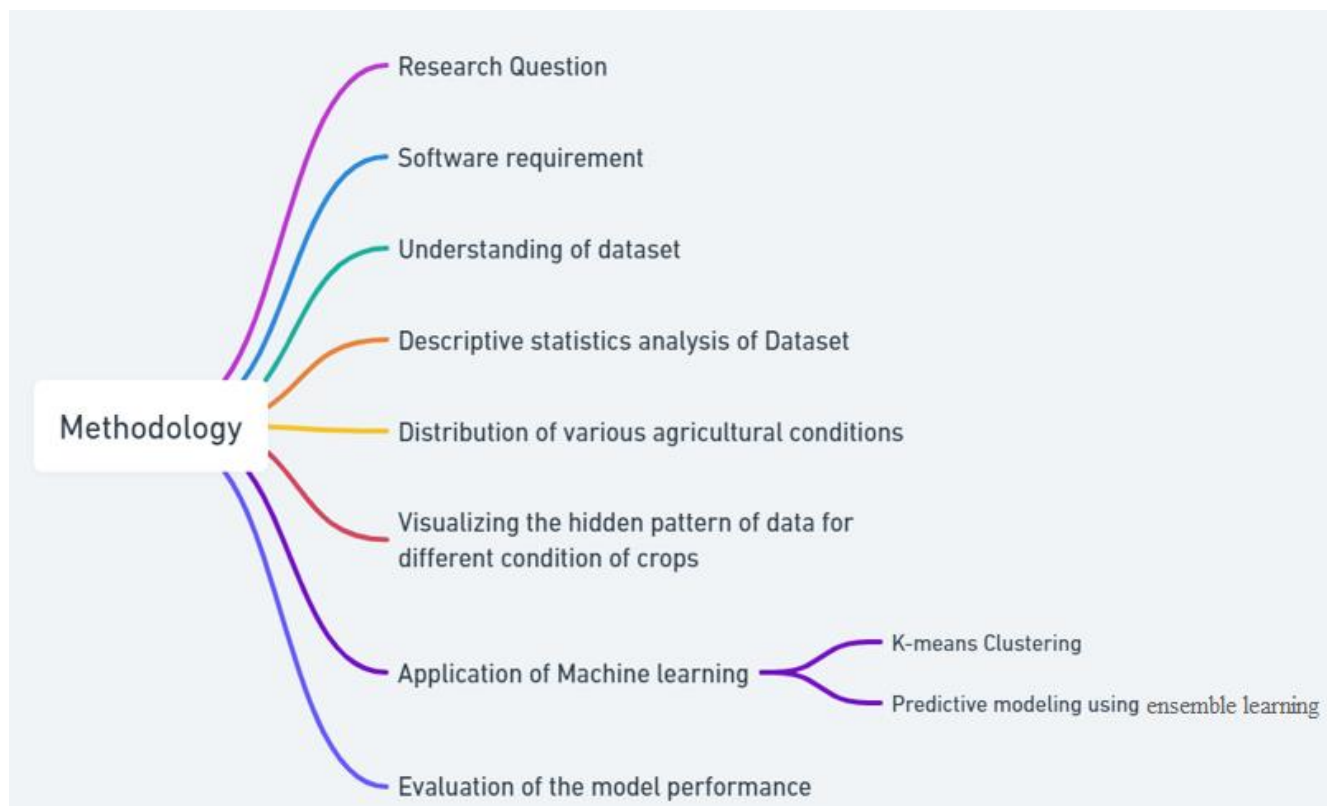 Research Question
Software requirement
Understanding of dataset
Descriptive statistics analysis of Dataset
Methodology
Distribution of various agricultural conditions
Visualizing the hidden pattern of data for
different condition of crops
Application of Machine learning
K-means Clustering
Predictive modeling using ensemble learning
Evaluation of the model performance